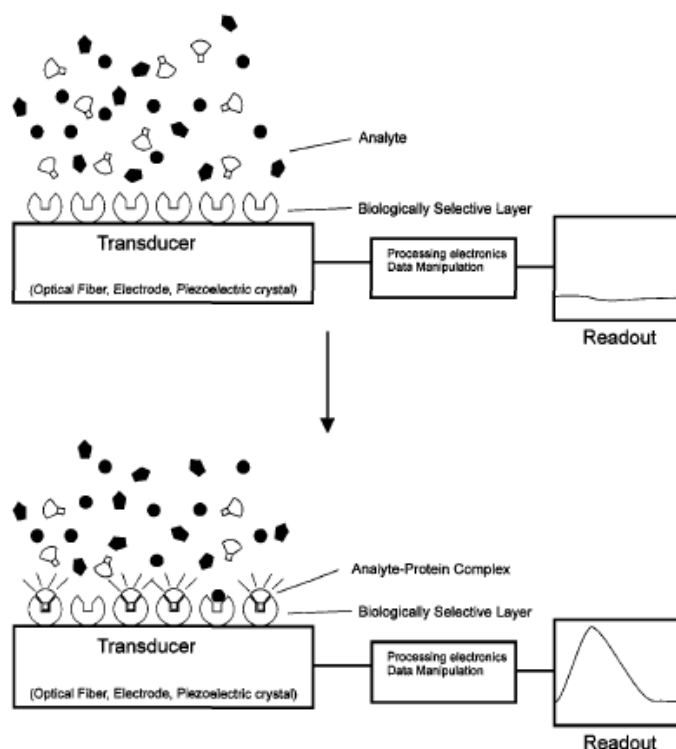 Analyte
Biologically Selective Layer
Transducer
(Optical Fiber, Electrode, Piezoelectric crystal)
Processing electronics
Data Manipulation
Readout
Analyte-Protein Complex
Biologically Selective Layer
Transducer
(Optical Fiber, Electrode, Piezoelectric crystal)
Processing electronics
Data Manipulation
Readout